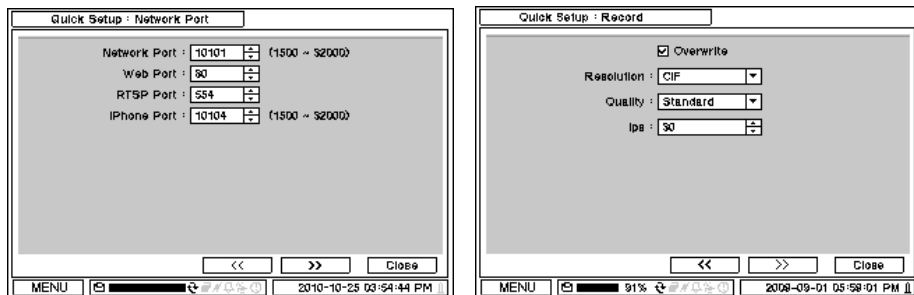 Quick Setup : Network Port
Network Port : 10101 (1500 ~ 32000)
Web Port : 80
RTSP Port : 554
IPhone Port : 10104 (1500 ~ 32000)
<< >> Close
MENU 2010-10-25 03:54:44 PM
Quick Setup : Record
Overwrite
Resolution : CIF
Quality : Standard
ips : 30
<< >> Close
MENU 91% 2009-09-01 05:59:01 PM